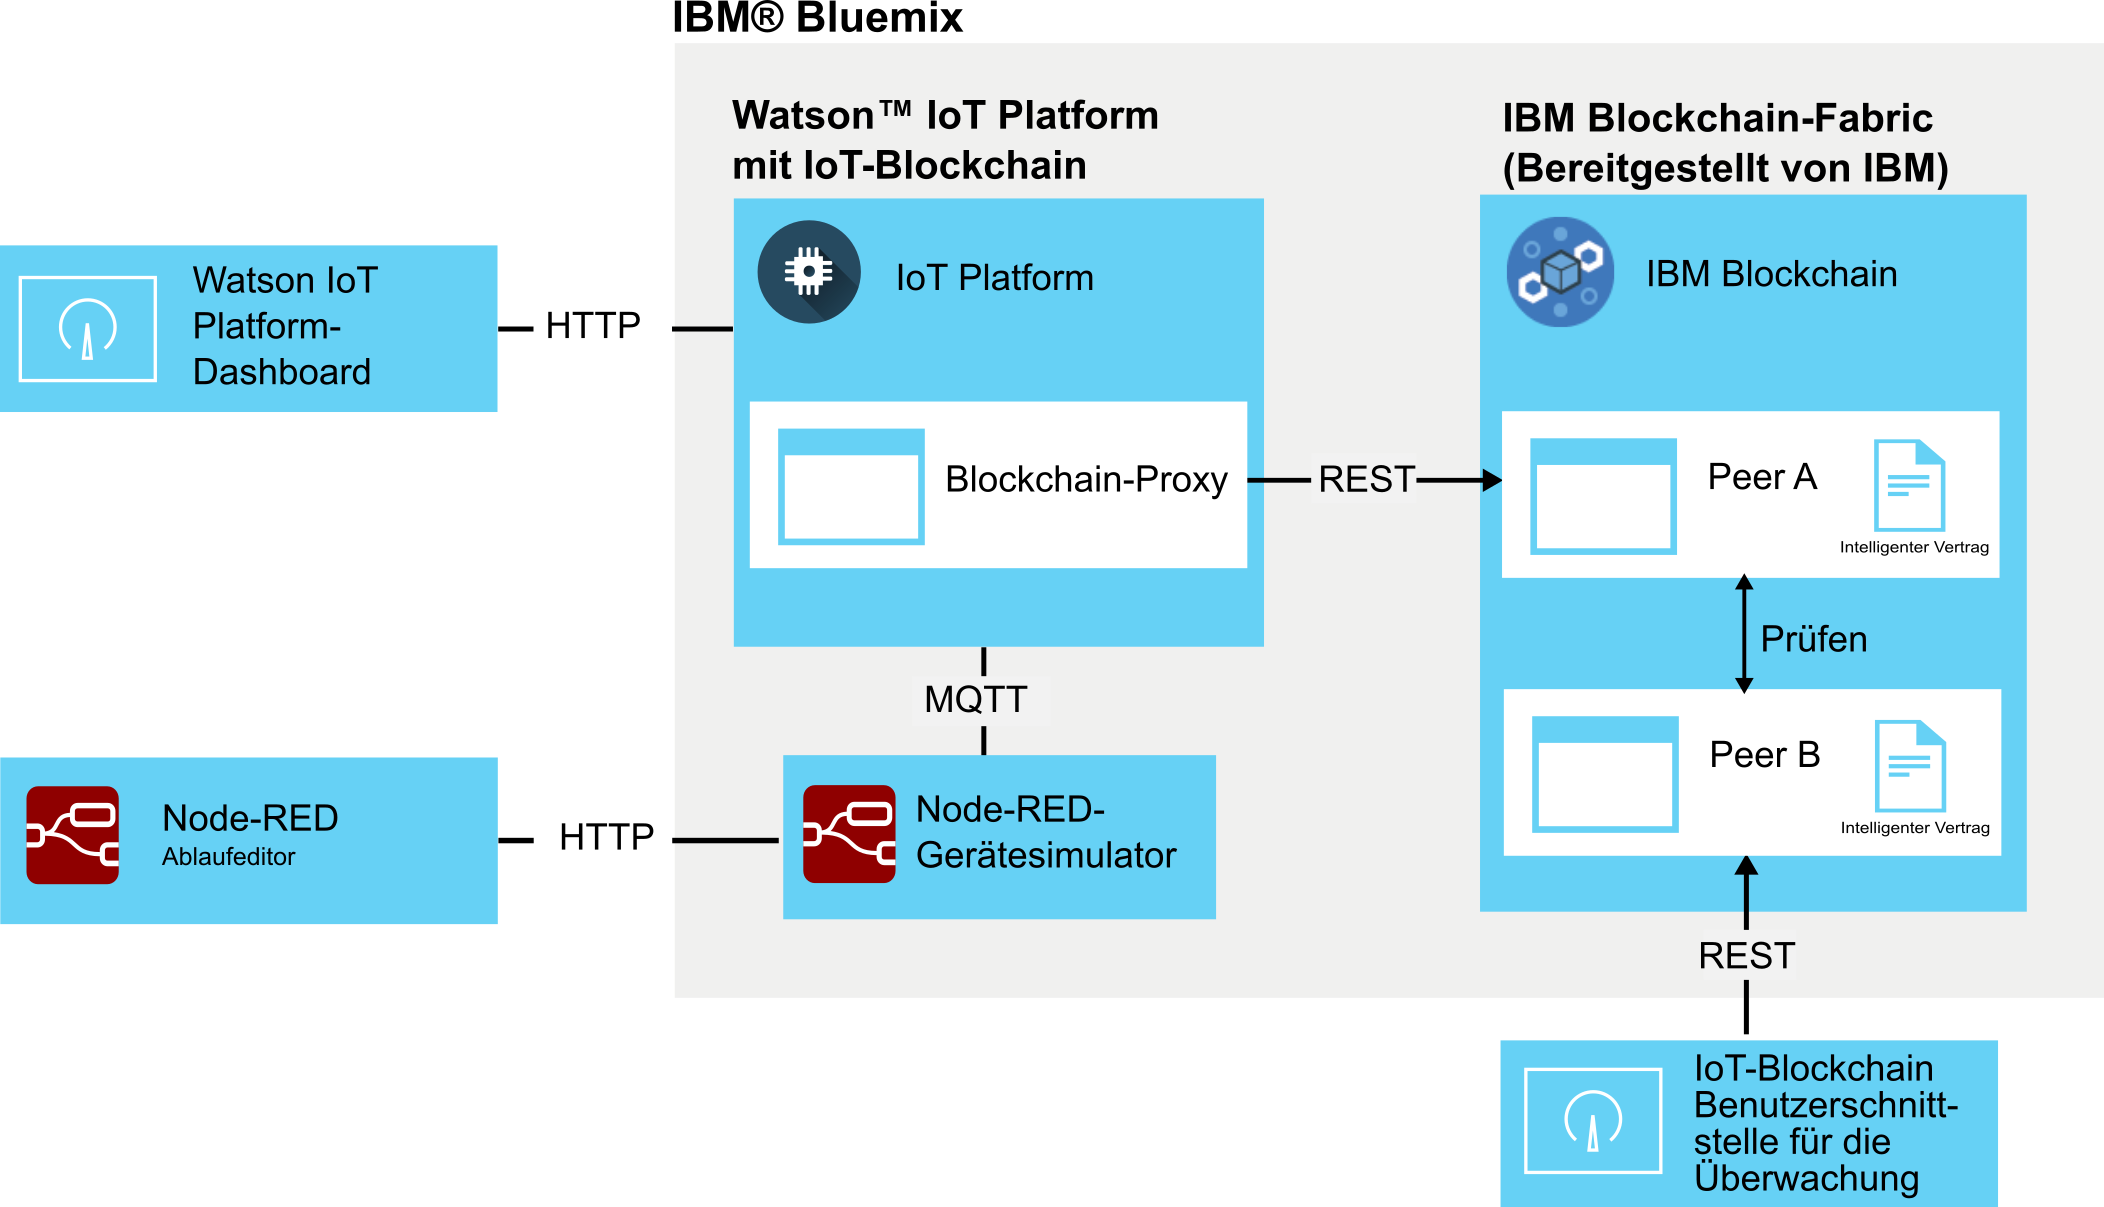 IBM® Bluemix
Watson™ IoT Platform
mit IoT-Blockchain
IBM Blockchain-Fabric
(Bereitgestellt von IBM)
Watson IoT
Platform-
Dashboard
HTTP
IoT Platform
IBM Blockchain
Blockchain-Proxy
REST
Peer A
Intelligenter Vertrag
Prüfen
MQTT
Peer B
Intelligenter Vertrag
Node-RED
Ablaufeditor
HTTP
Node-RED-
Gerätesimulator
REST
IoT-Blockchain
Benutzerschnitt-
stelle für die
Überwachung